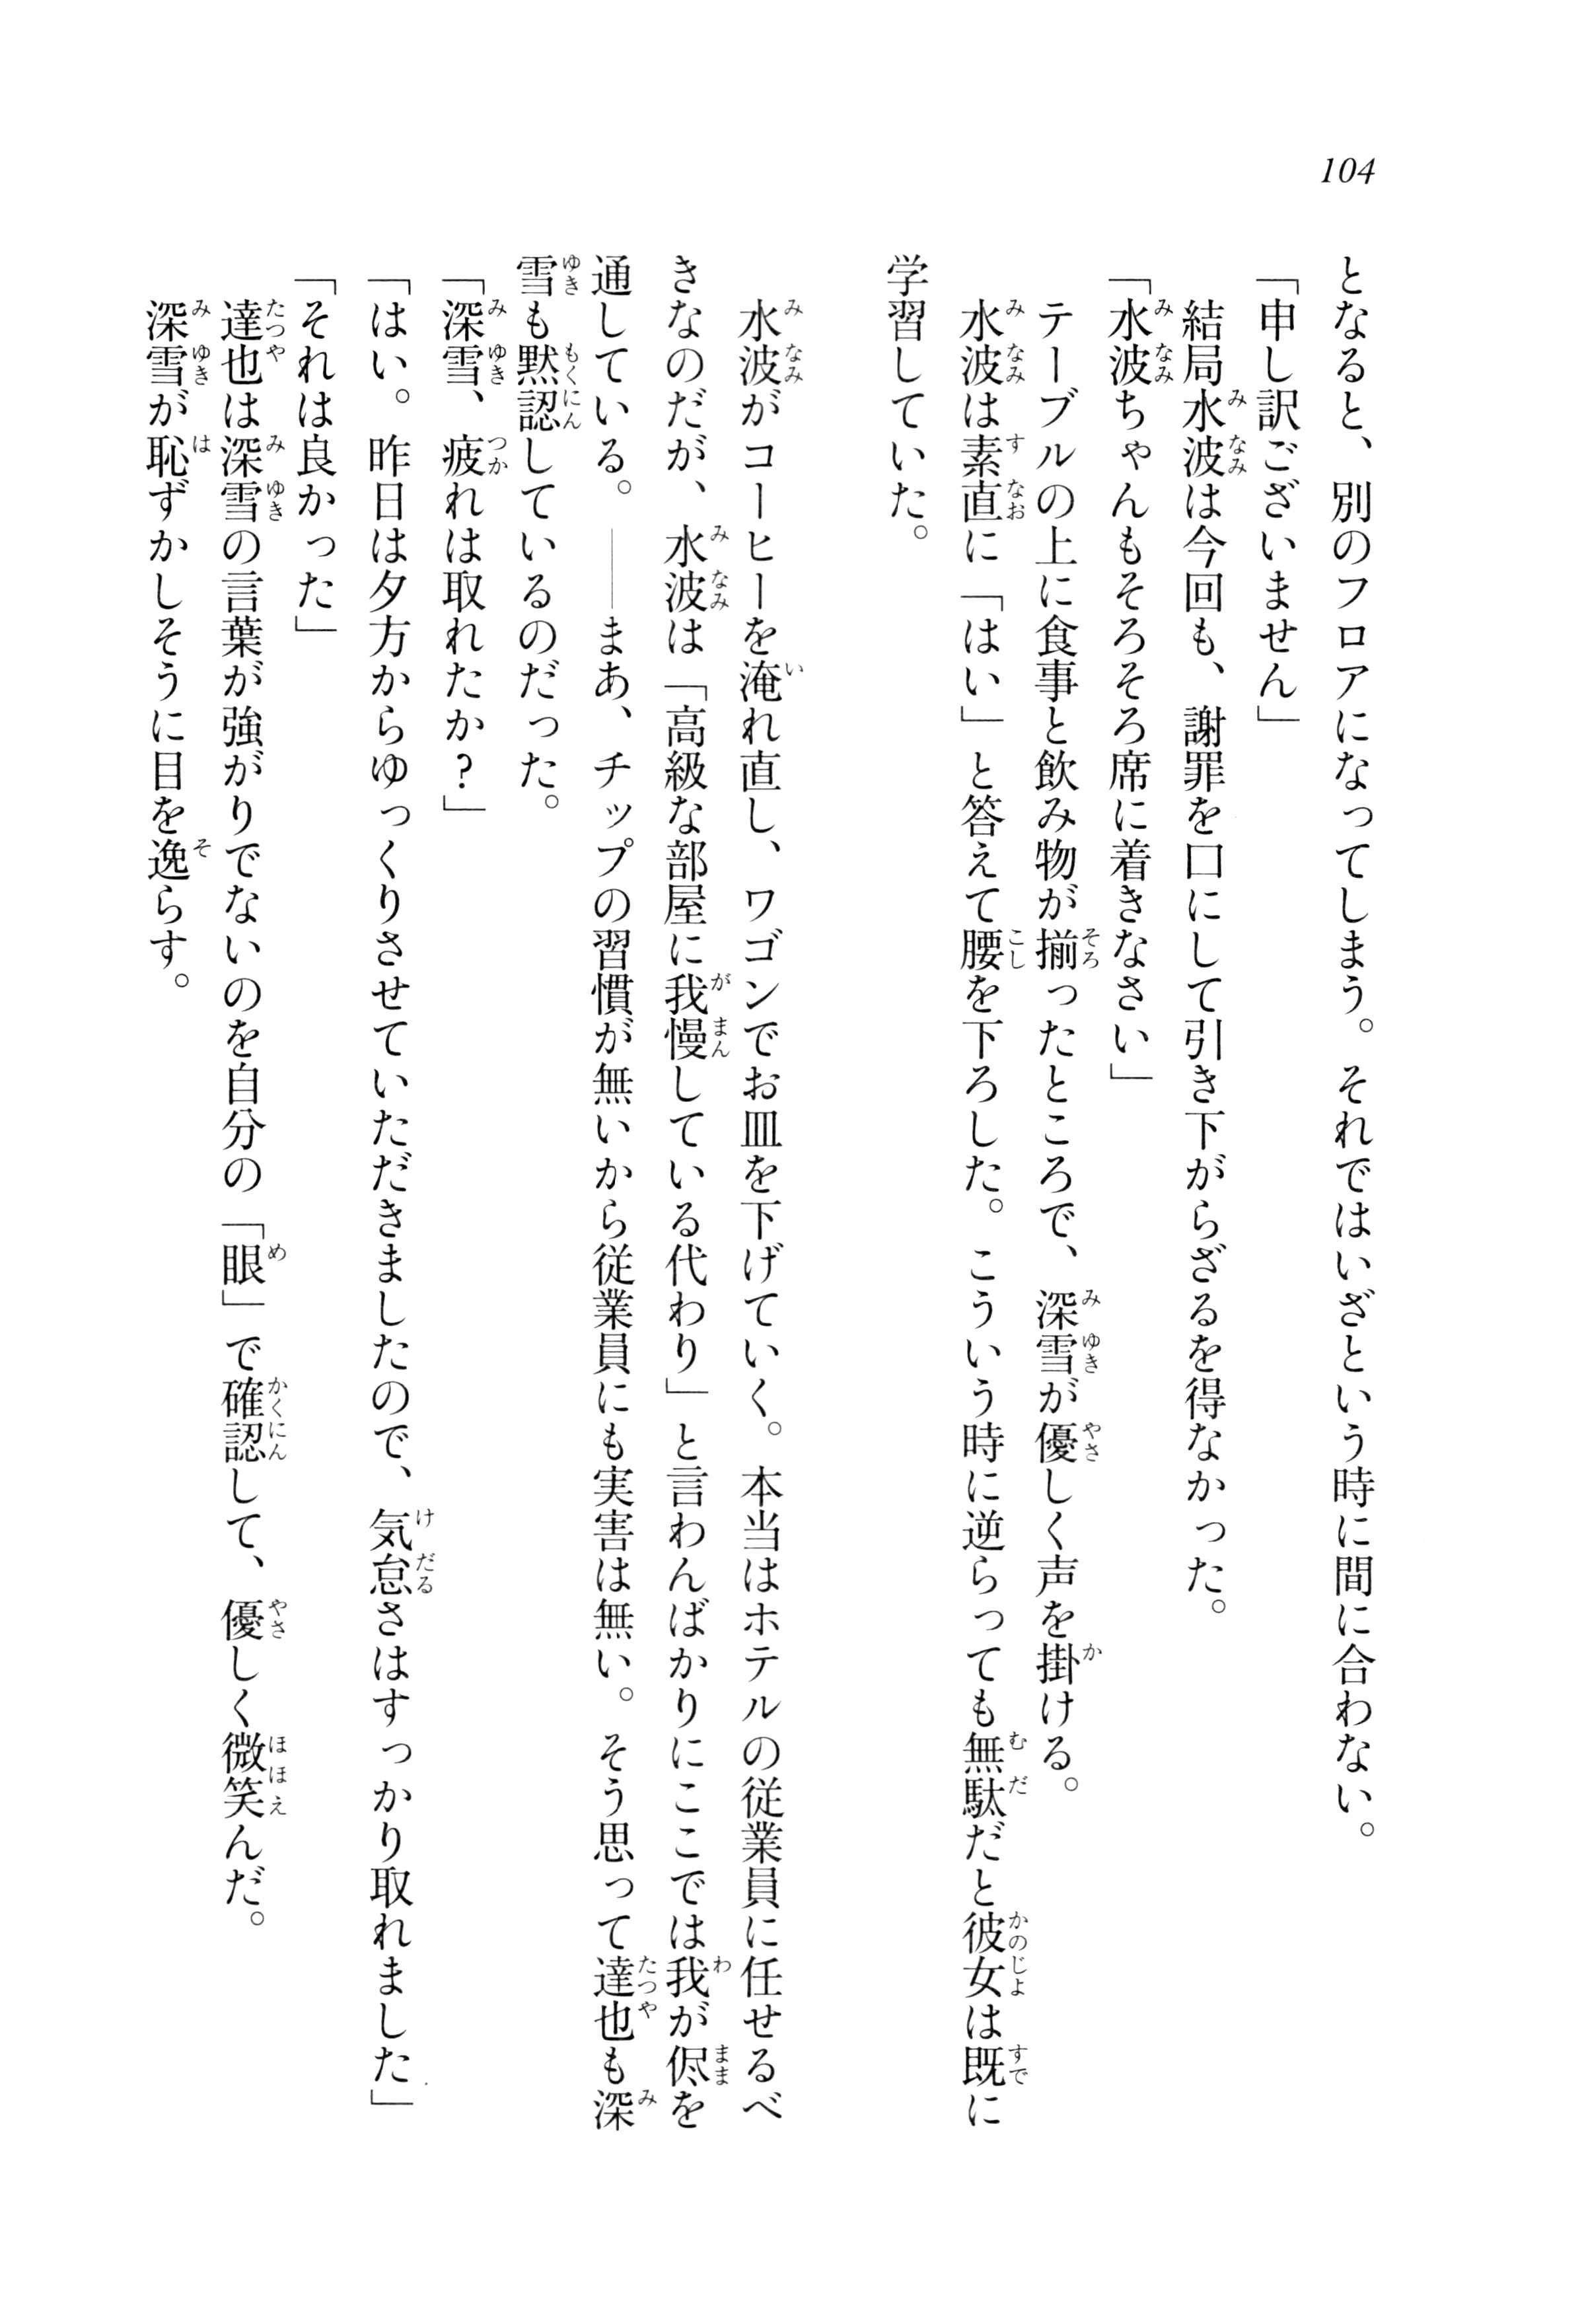 104
となると、別のフロアになってしまう。それではいざという時に間に合わない。
「申し訳ございません」
結局水波は今回も、謝罪を口にして引き下がらざるを得なかった。
「水波ちゃんもそろそろ席に着きなさい」
テーブルの上に食事と飲み物が揃ったところで、深雪が優しく声を掛ける。
水波は素直に「はい」と答えて腰を下ろした。こういう時に逆らっても無駄だと彼女は既に
学習していた。
水波がコーヒーを淹れ直し、ワゴンでお皿を下げていく。本当はホテルの従業員に任せるべ
きなのだが、水波は「高級な部屋に我慢している代わり」と言わんばかりにここでは我が侭を
通している。――まあ、チップの習慣が無いから従業員にも実害は無い。そう思って達也も深
雪も黙認しているのだった。
「深雪、疲れは取れたか？」
「はい。昨日は夕方からゆっくりさせていただきましたので、気怠さはすっかり取れました」
「それは良かった」
達也は深雪の言葉が強がりでないのを自分の「眼」で確認して、優しく微笑んだ。
深雪が恥ずかしそうに目を逸らす。